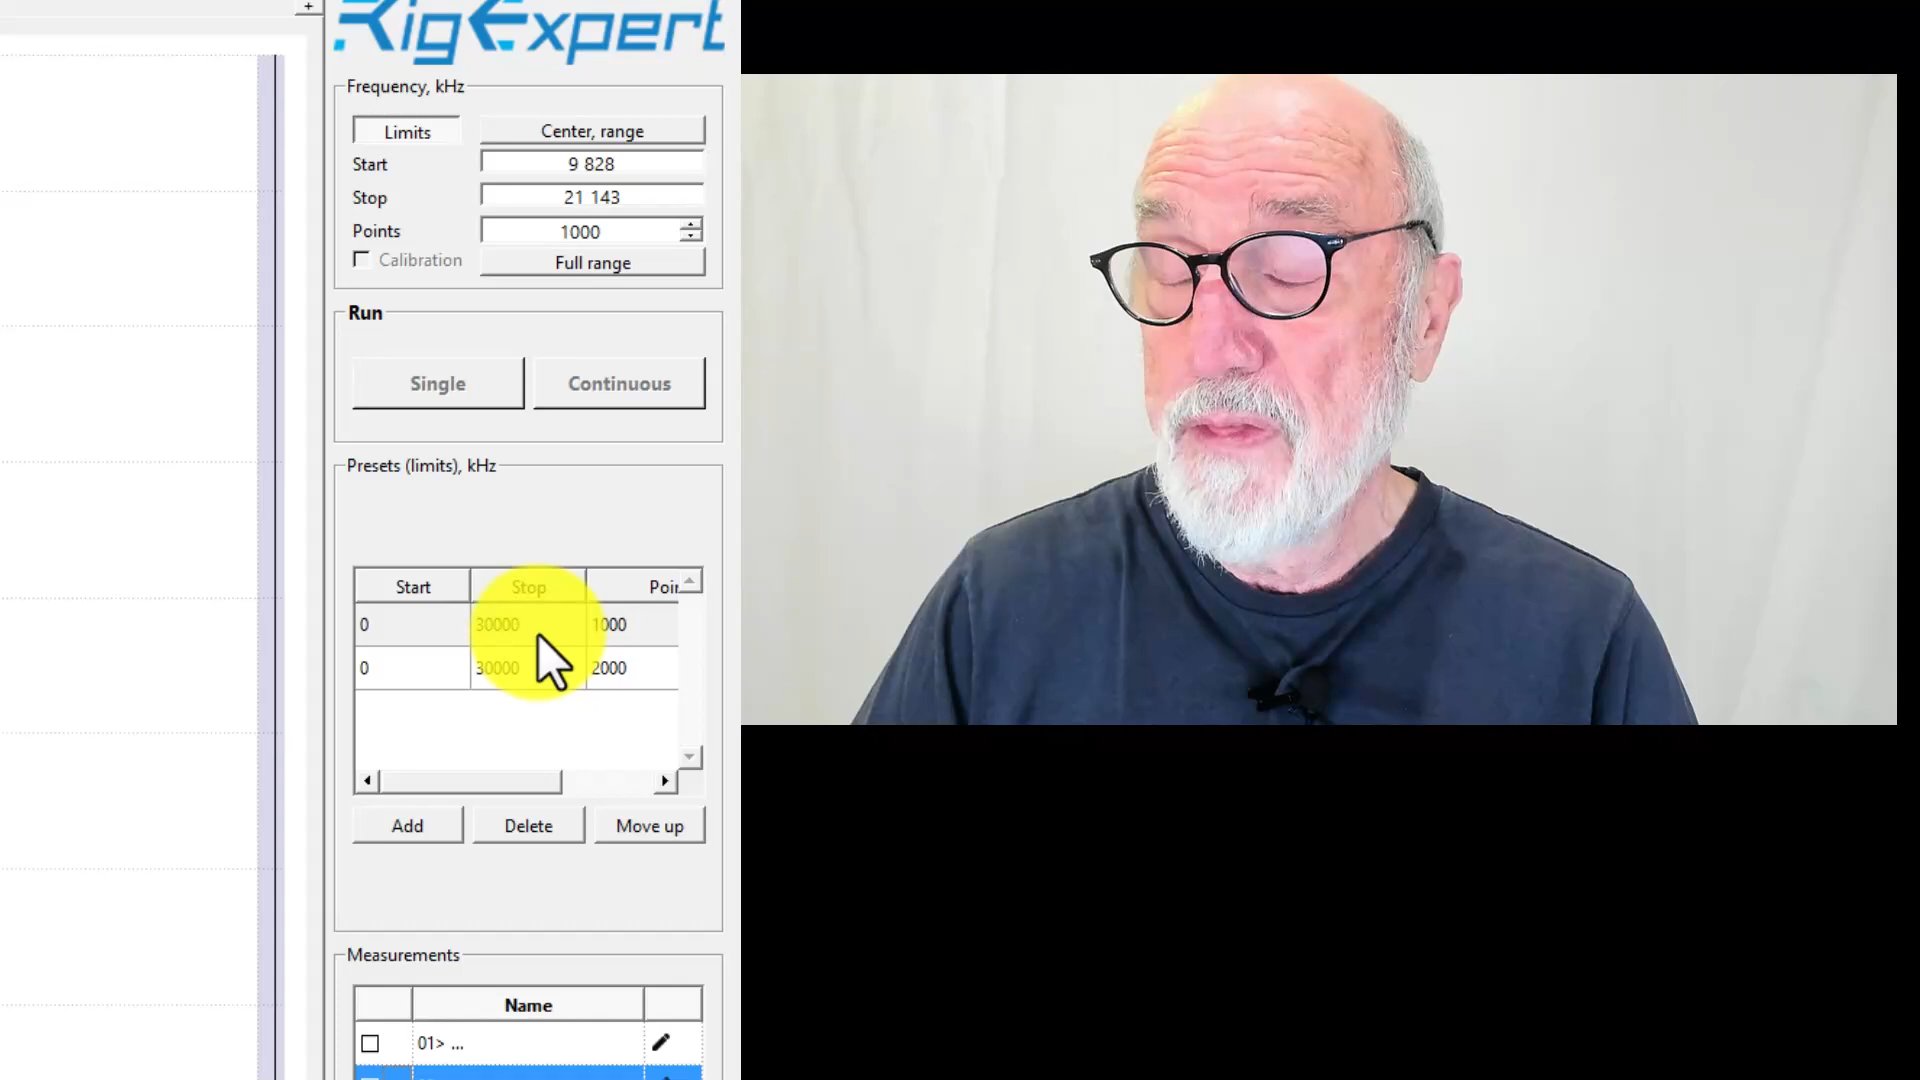 +
RigExpert
Frequency, kHz
Limits
Center, range
Start
9 828
Stop
21 143
Points
1000
Calibration
Full range
Run
Single
Continuous
Presets (limits), kHz
Start
Stop
0
30000
1000
0
30000
2000
Add
Delete
Move up
Measurements
Name
01> ...